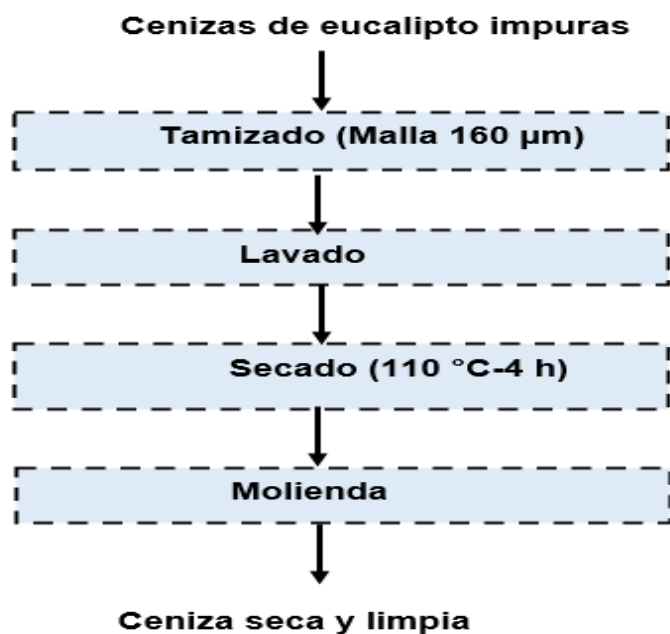 Cenizas de eucalipto impuras
Tamizado (Malla 160 µm)
Lavado
Secado (110 °C-4 h)
Molienda
Ceniza seca y limpia